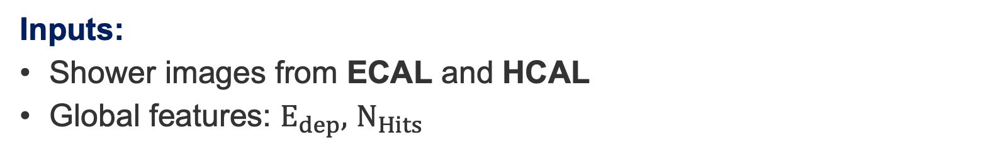 Inputs:
• Shower images from ECAL and HCAL
• Global features: E_dep, N_Hits